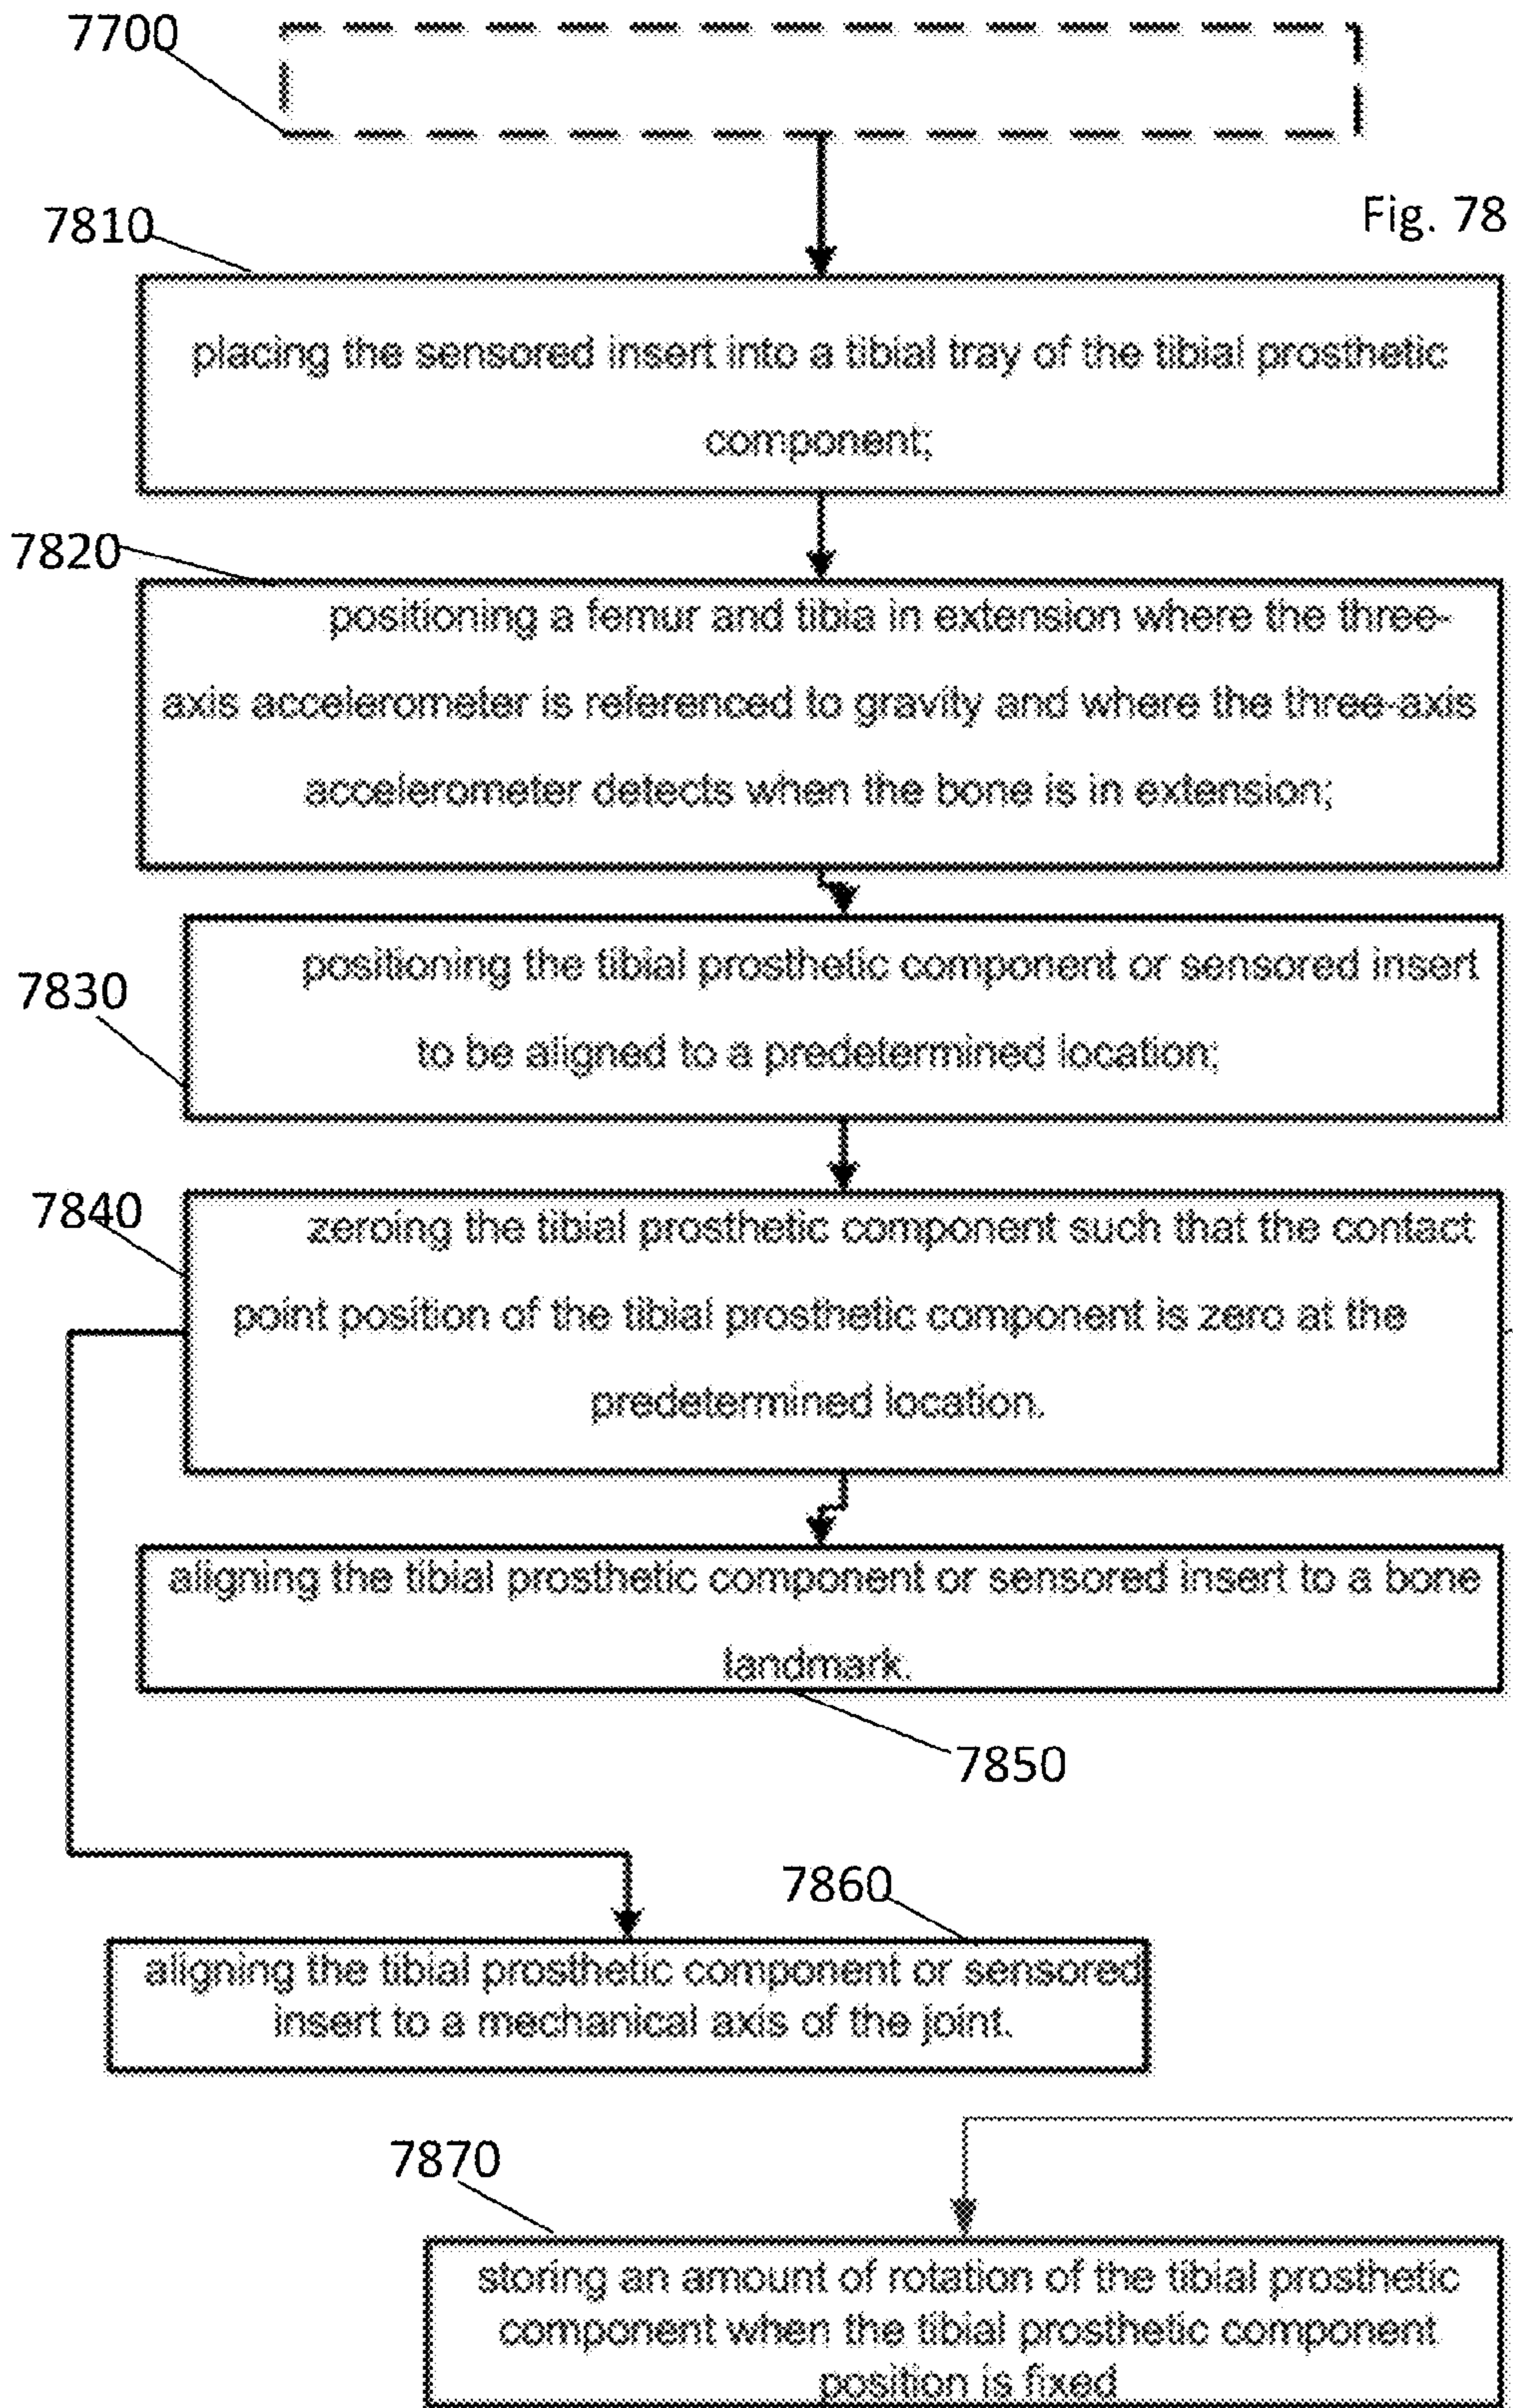 7700
Fig. 78
7810
placing the sensored insert into a tibial tray of the tibial prosthetic
component;
7820
positioning a femur and tibia in extension where the three-
axis accelerometer is referenced to gravity and where the three-axis
accelerometer detects when the bone is in extension;
7830
positioning the tibial prosthetic component or sensored insert
to be aligned to a predetermined location;
7840
zeroing the tibial prosthetic component such that the contact
point position of the tibial prosthetic component is zero at the
predetermined location.
aligning the tibial prosthetic component or sensored insert to a bone
landmark.
7850
7860
aligning the tibial prosthetic component or sensored
insert to a mechanical axis of the joint.
7870
storing an amount of rotation of the tibial prosthetic
component when the tibial prosthetic component
position is fixed